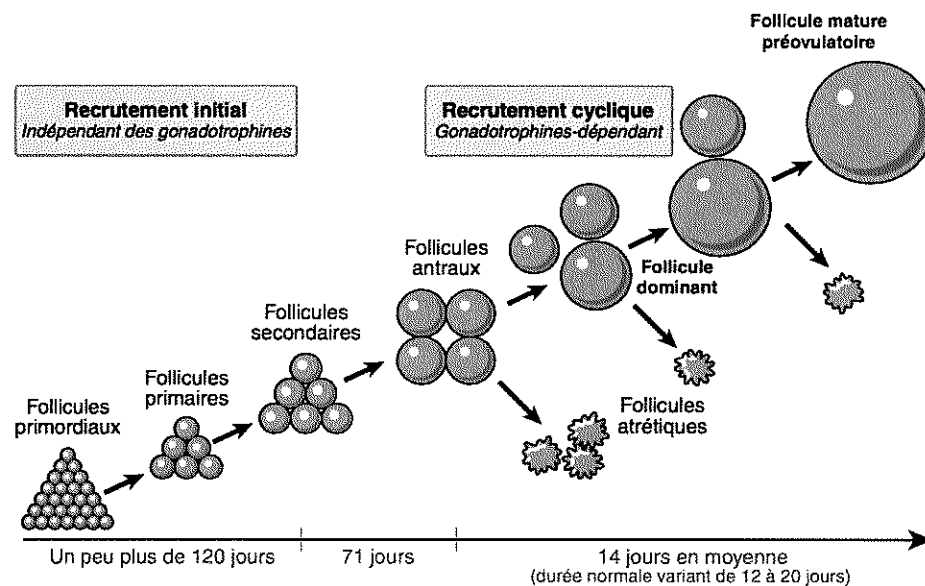 Follicule mature
préovulatoire
Recrutement initial
Indépendant des gonadotrophines
Recrutement cyclique
Gonadotrophines-dépendant
Follicules
antraux
Follicule
dominant
Follicules
secondaires
Follicules
primaires
Follicules
primordiaux
Follicules
atrétiques
Un peu plus de 120 jours
71 jours
14 jours en moyenne
(durée normale variant de 12 à 20 jours)